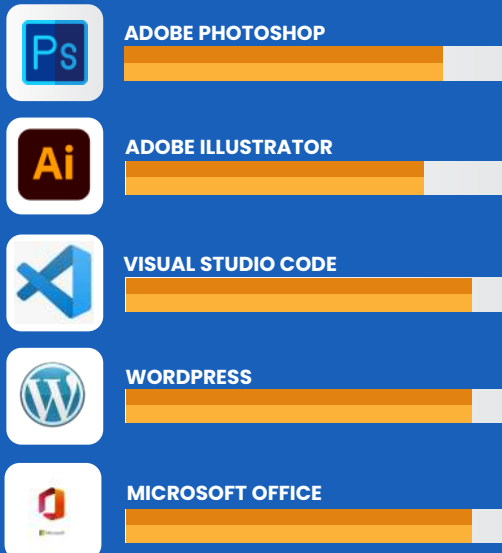 Ps
ADOBE PHOTOSHOP
Ai
ADOBE ILLUSTRATOR
VISUAL STUDIO CODE
W
WORDPRESS
MICROSOFT OFFICE